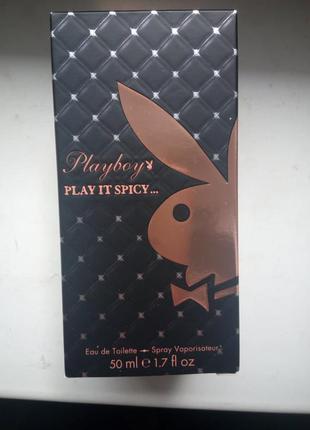 Playboy
PLAY IT SPICY...
Eau de Toilette Spray Vaporisateur
50 ml ℮ 1.7 fl oz